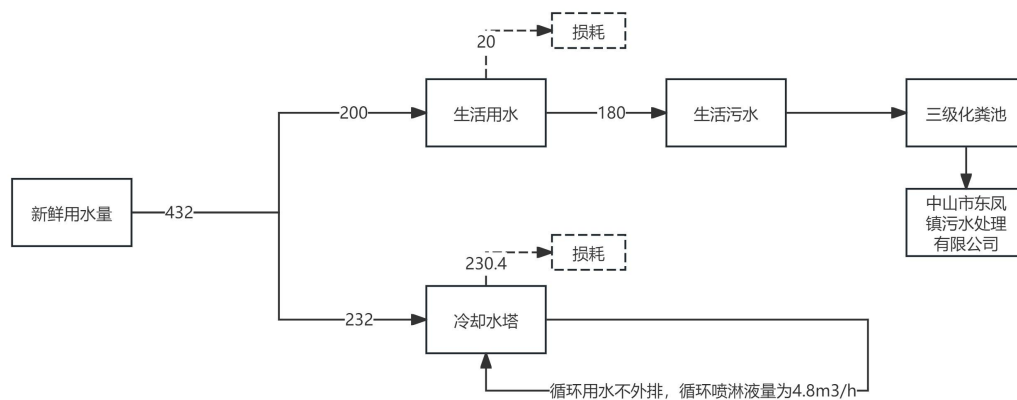 损耗
20
200
生活用水
180
生活污水
三级化粪池
新鲜用水量
432
中山市东凤
镇污水处理
有限公司
损耗
230.4
232
冷却水塔
循环用水不外排，循环喷淋液量为4.8m3/h